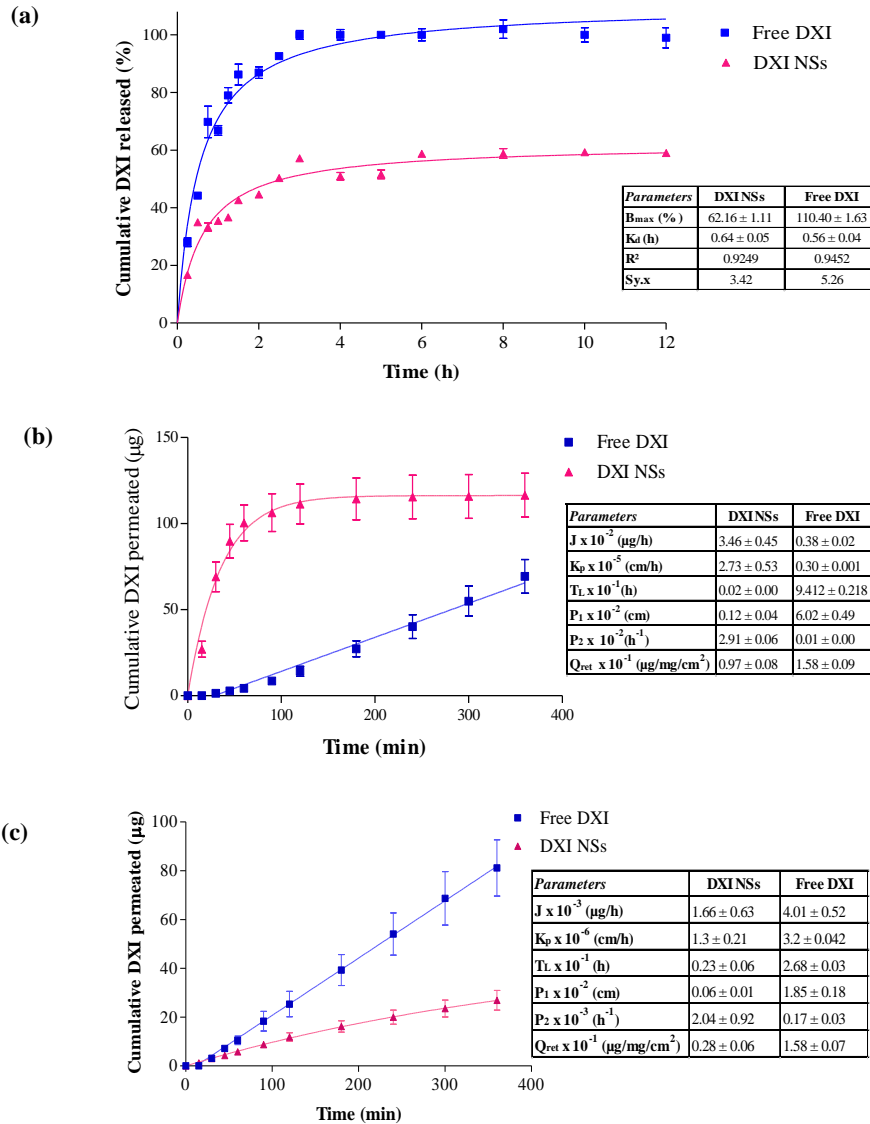 (a)
Free DXI
DXI NSs
100
80
60
40
20
0
Cumulative DXI released (%)
0 2 4 6 8 10 12
Time (h)
Parameters DXI NSs Free DXI
Bmax (%) 62.16 ± 1.11 110.40 ± 1.63
Kd (h) 0.64 ± 0.05 0.56 ± 0.04
R² 0.9249 0.9452
Sy.x 3.42 5.26
(b)
Free DXI
DXI NSs
150
100
50
0
Cumulative DXI permeated (µg)
0 100 200 300 400
Time (min)
Parameters DXI NSs Free DXI
J x 10⁻² (µg/h) 3.46 ± 0.45 0.38 ± 0.02
Kp x 10⁻⁵ (cm/h) 2.73 ± 0.53 0.30 ± 0.001
TL x 10⁻¹ (h) 0.02 ± 0.00 9.412 ± 0.218
P1 x 10⁻² (cm) 0.12 ± 0.04 6.02 ± 0.49
P2 x 10⁻² (h⁻¹) 2.91 ± 0.06 0.01 ± 0.00
Qret x 10⁻¹ (µg/mg/cm²) 0.97 ± 0.08 1.58 ± 0.09
(c)
Free DXI
DXI NSs
100
80
60
40
20
0
Cumulative DXI permeated (µg)
0 100 200 300 400
Time (min)
Parameters DXI NSs Free DXI
J x 10⁻³ (µg/h) 1.66 ± 0.63 4.01 ± 0.52
Kp x 10⁻⁶ (cm/h) 1.3 ± 0.21 3.2 ± 0.042
TL x 10⁻¹ (h) 0.23 ± 0.06 2.68 ± 0.03
P1 x 10⁻² (cm) 0.06 ± 0.01 1.85 ± 0.18
P2 x 10⁻³ (h⁻¹) 2.04 ± 0.92 0.17 ± 0.03
Qret x 10⁻¹ (µg/mg/cm²) 0.28 ± 0.06 1.58 ± 0.07